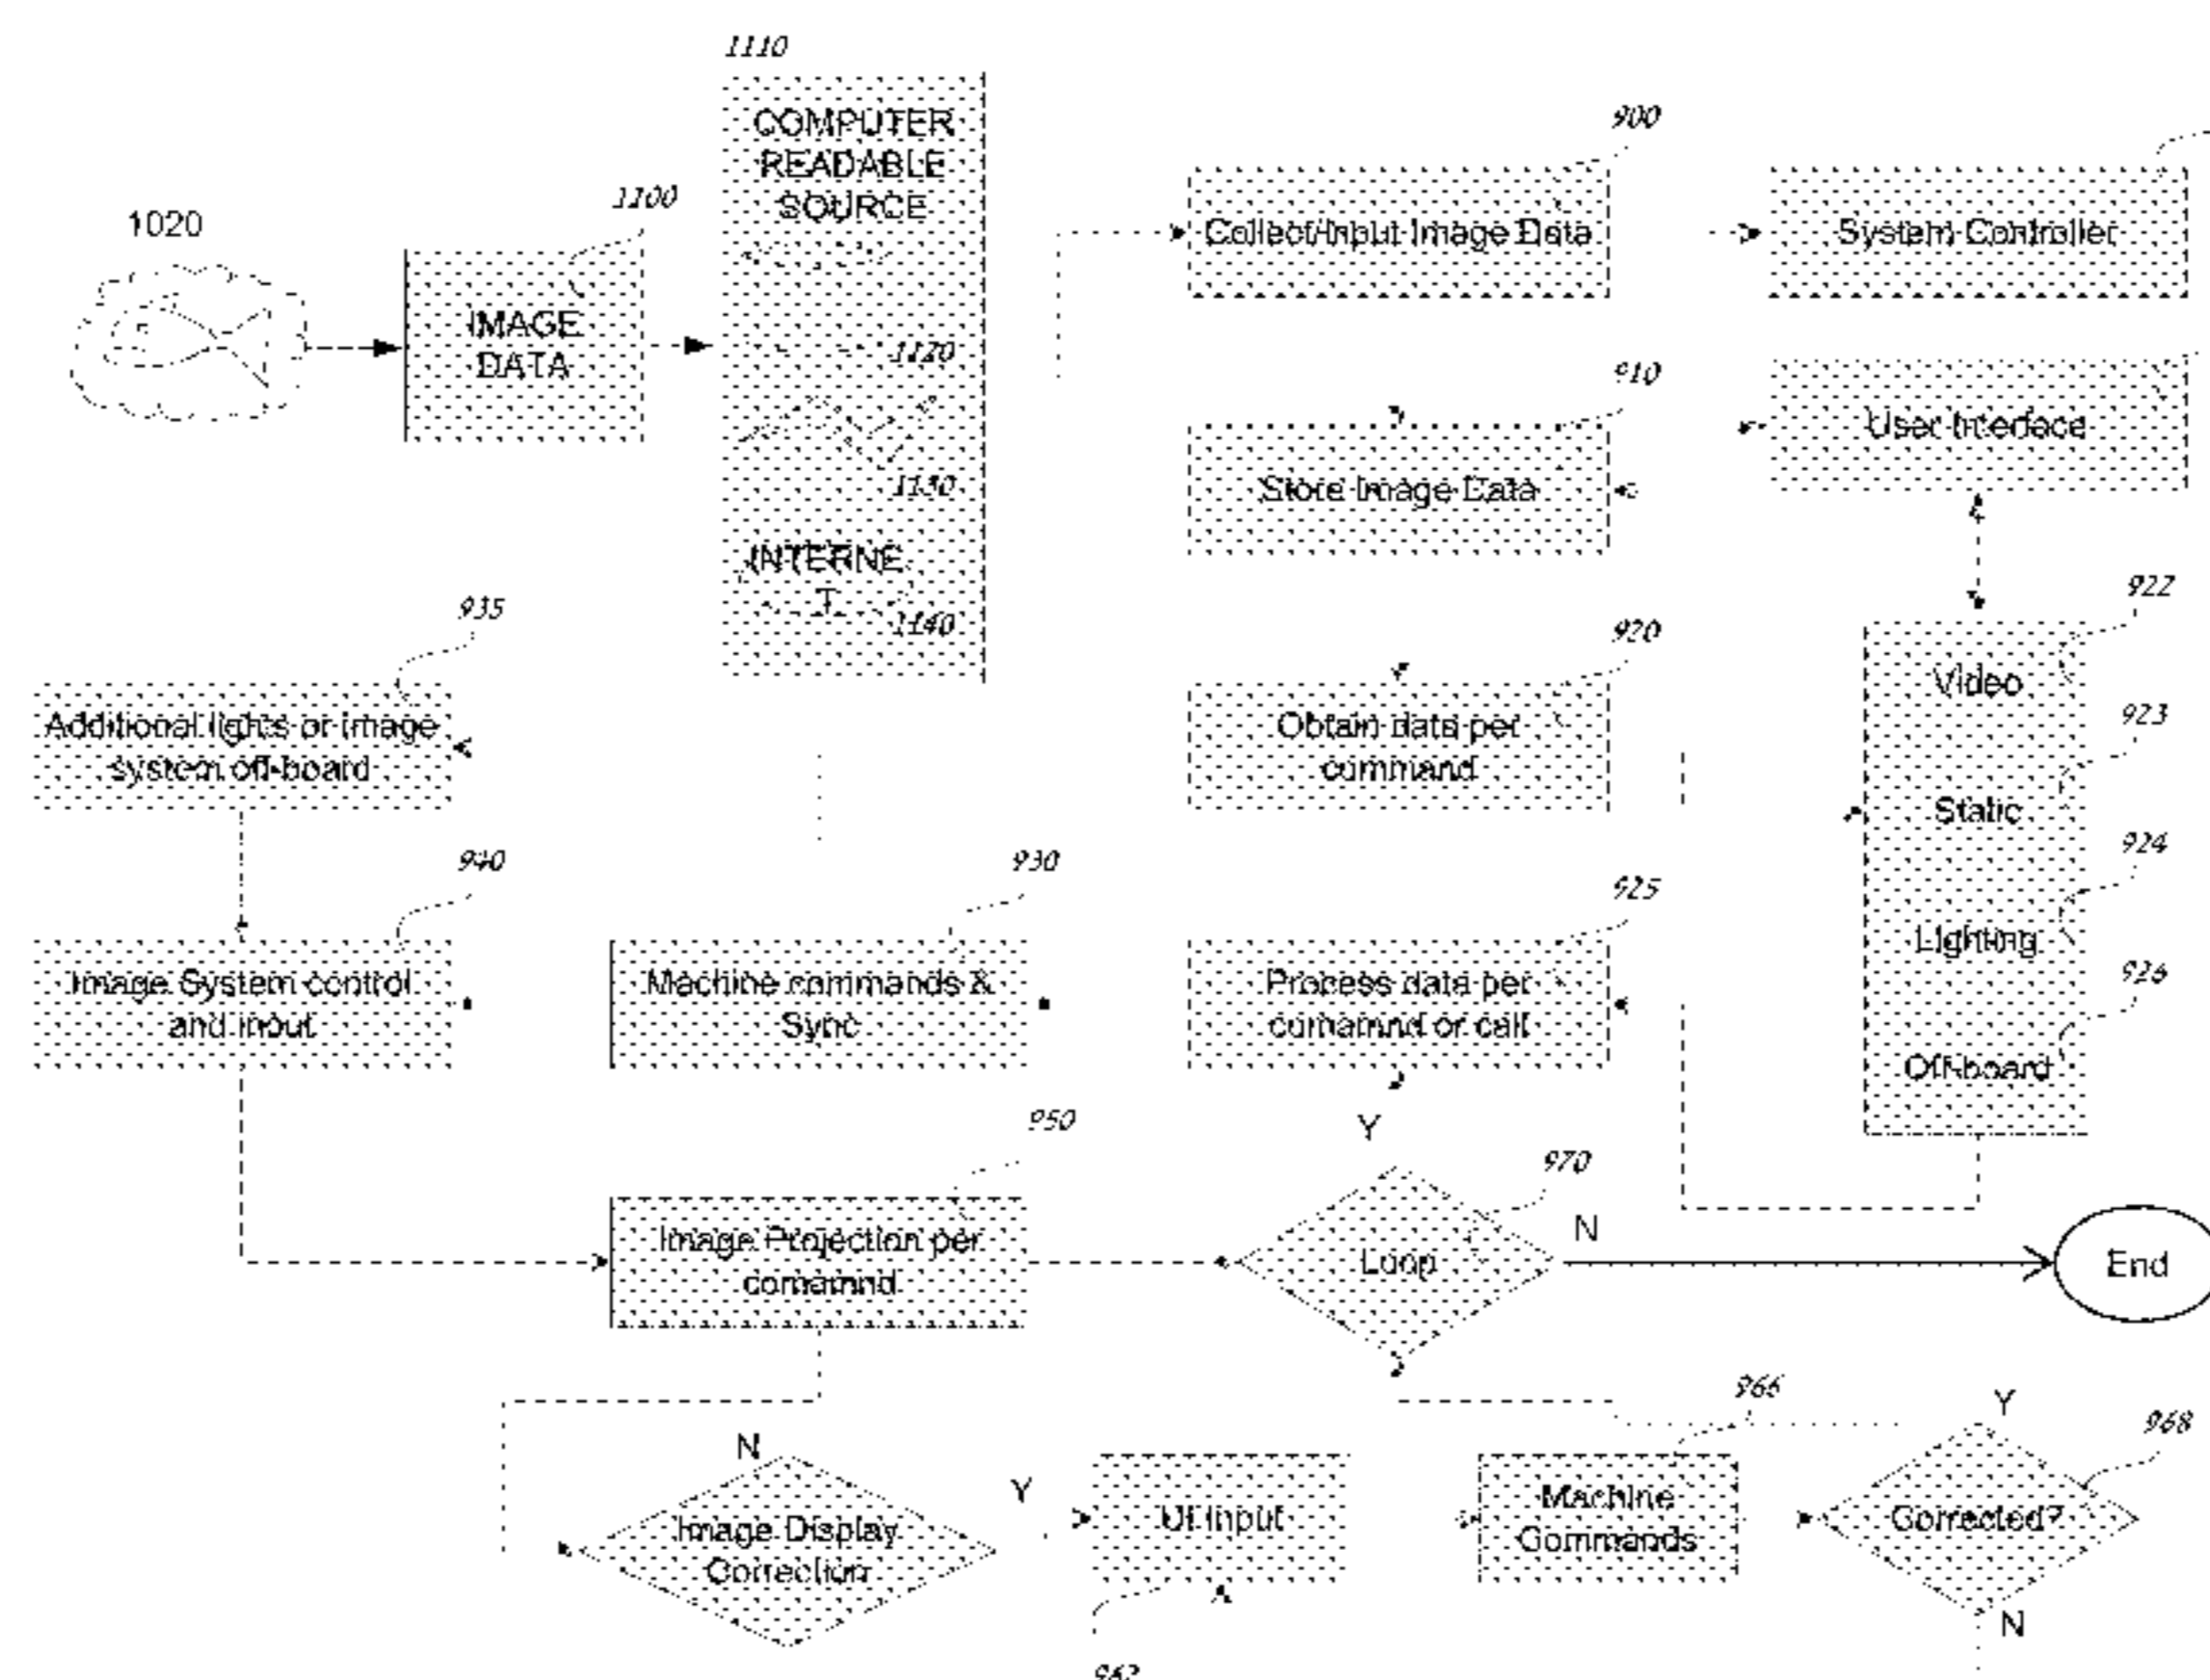 1110
COMPUTER
READABLE
SOURCE
900
1100
1020
Collect/Input Image Data
System Controller
IMAGE
DATA
1120
910
User Interface
1130
Store Image Data
INTERNE
T
1140
922
935
920
Video
Additional lights or image
system off-board
Obtain data per
command
923
Static
924
940
930
925
Lighting
926
Image System control
and input
Machine commands &
Sync
Process data per
comamnd or call
Off-board
950
Y
970
Image Projection per
comamnd
Loop
N
End
966
Y
968
N
Y
Image Display
Correction
UI Input
Machine
Commands
Corrected?
N
962